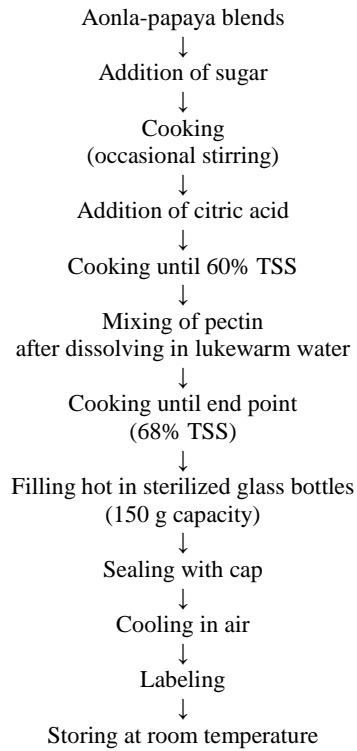 Aonla-papaya blends
↓
Addition of sugar
↓
Cooking
(occasional stirring)
↓
Addition of citric acid
↓
Cooking until 60% TSS
↓
Mixing of pectin
after dissolving in lukewarm water
↓
Cooking until end point
(68% TSS)
↓
Filling hot in sterilized glass bottles
(150 g capacity)
↓
Sealing with cap
↓
Cooling in air
↓
Labeling
↓
Storing at room temperature